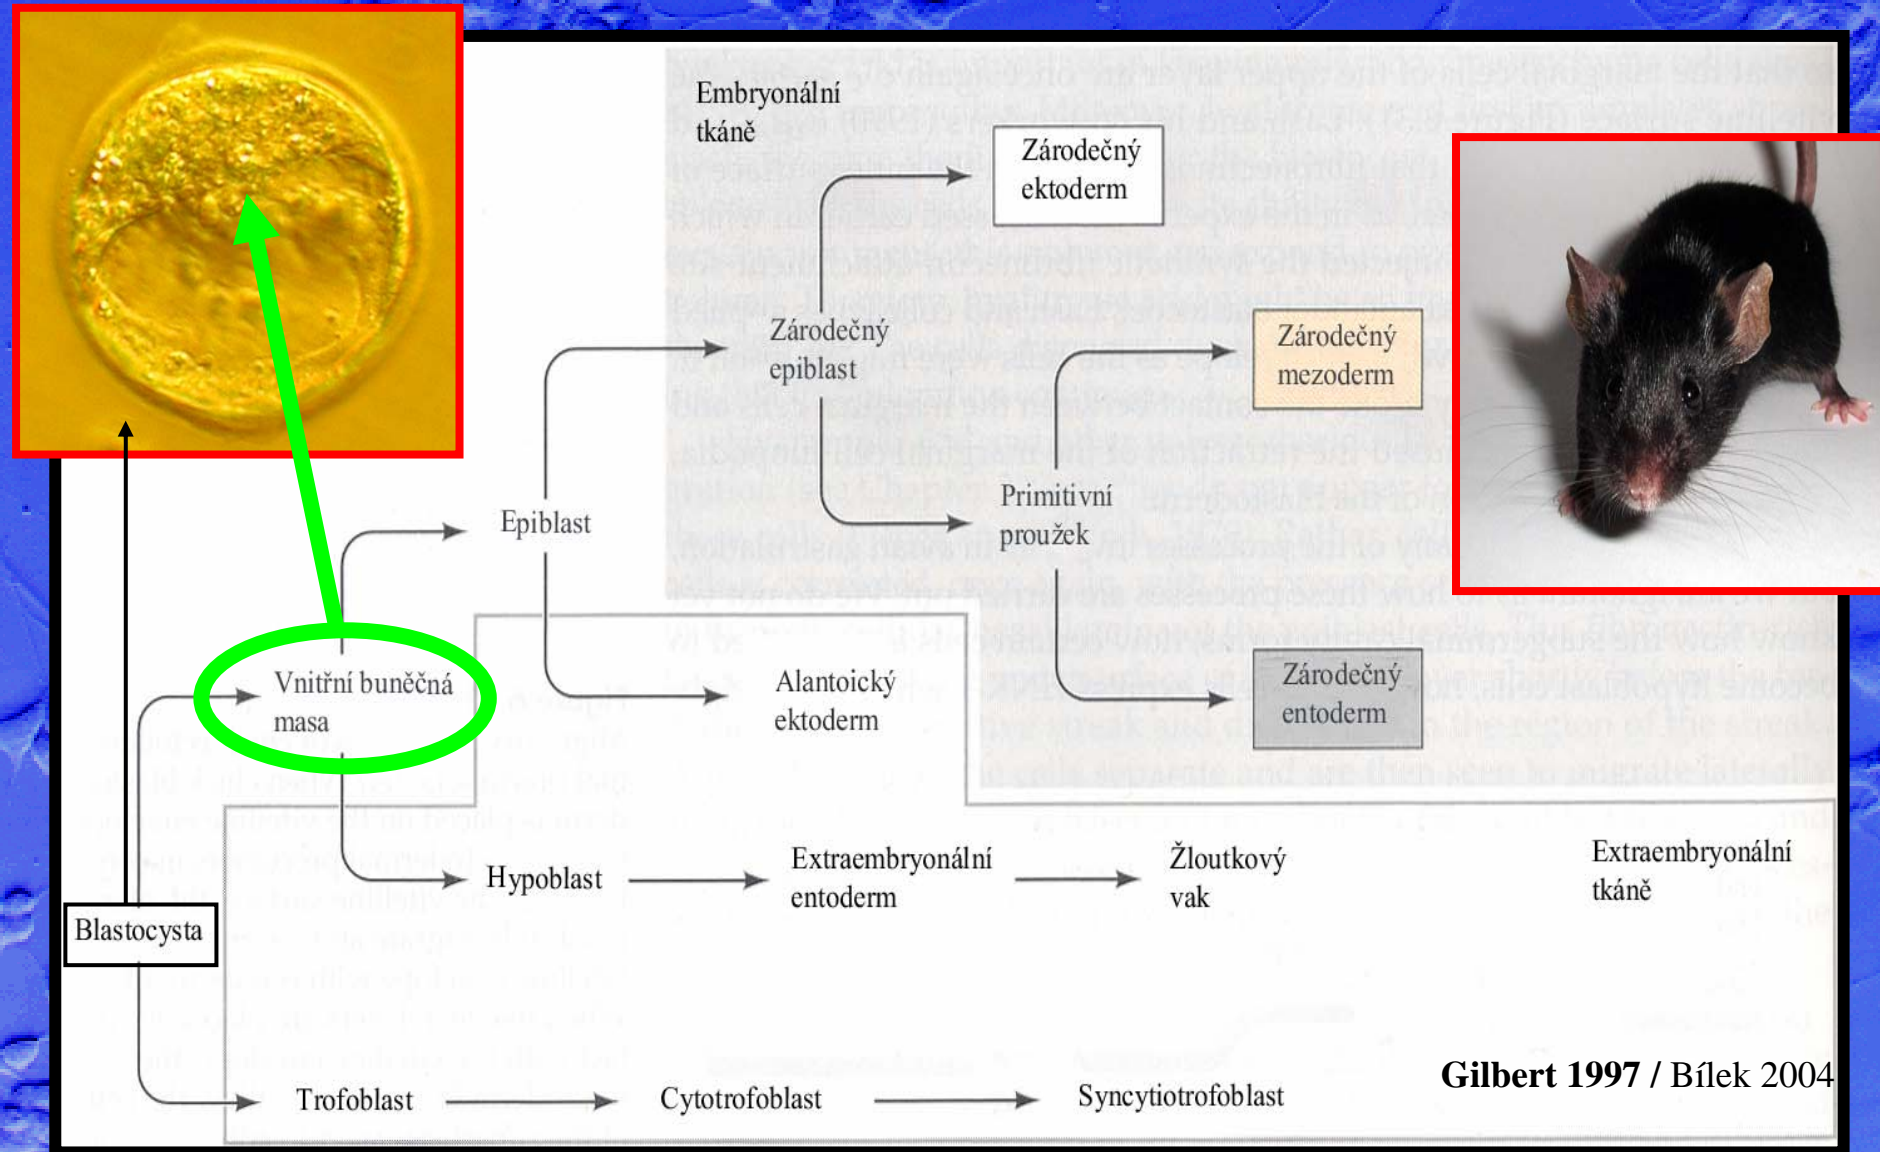 Embryonální
tkáně
Zárodečný
ektoderm
Zárodečný
epiblast
Zárodečný
mezoderm
Epiblast
Primitivní
proužek
Vnitřní buněčná
masa
Alantoický
ektoderm
Zárodečný
entoderm
Hypoblast
Extraembryonální
entoderm
Žloutkový
vak
Extraembryonální
tkáně
Blastocysta
Trofoblast
Cytotrofoblast
Syncytiotrofoblast
Gilbert 1997 / Bílek 2004